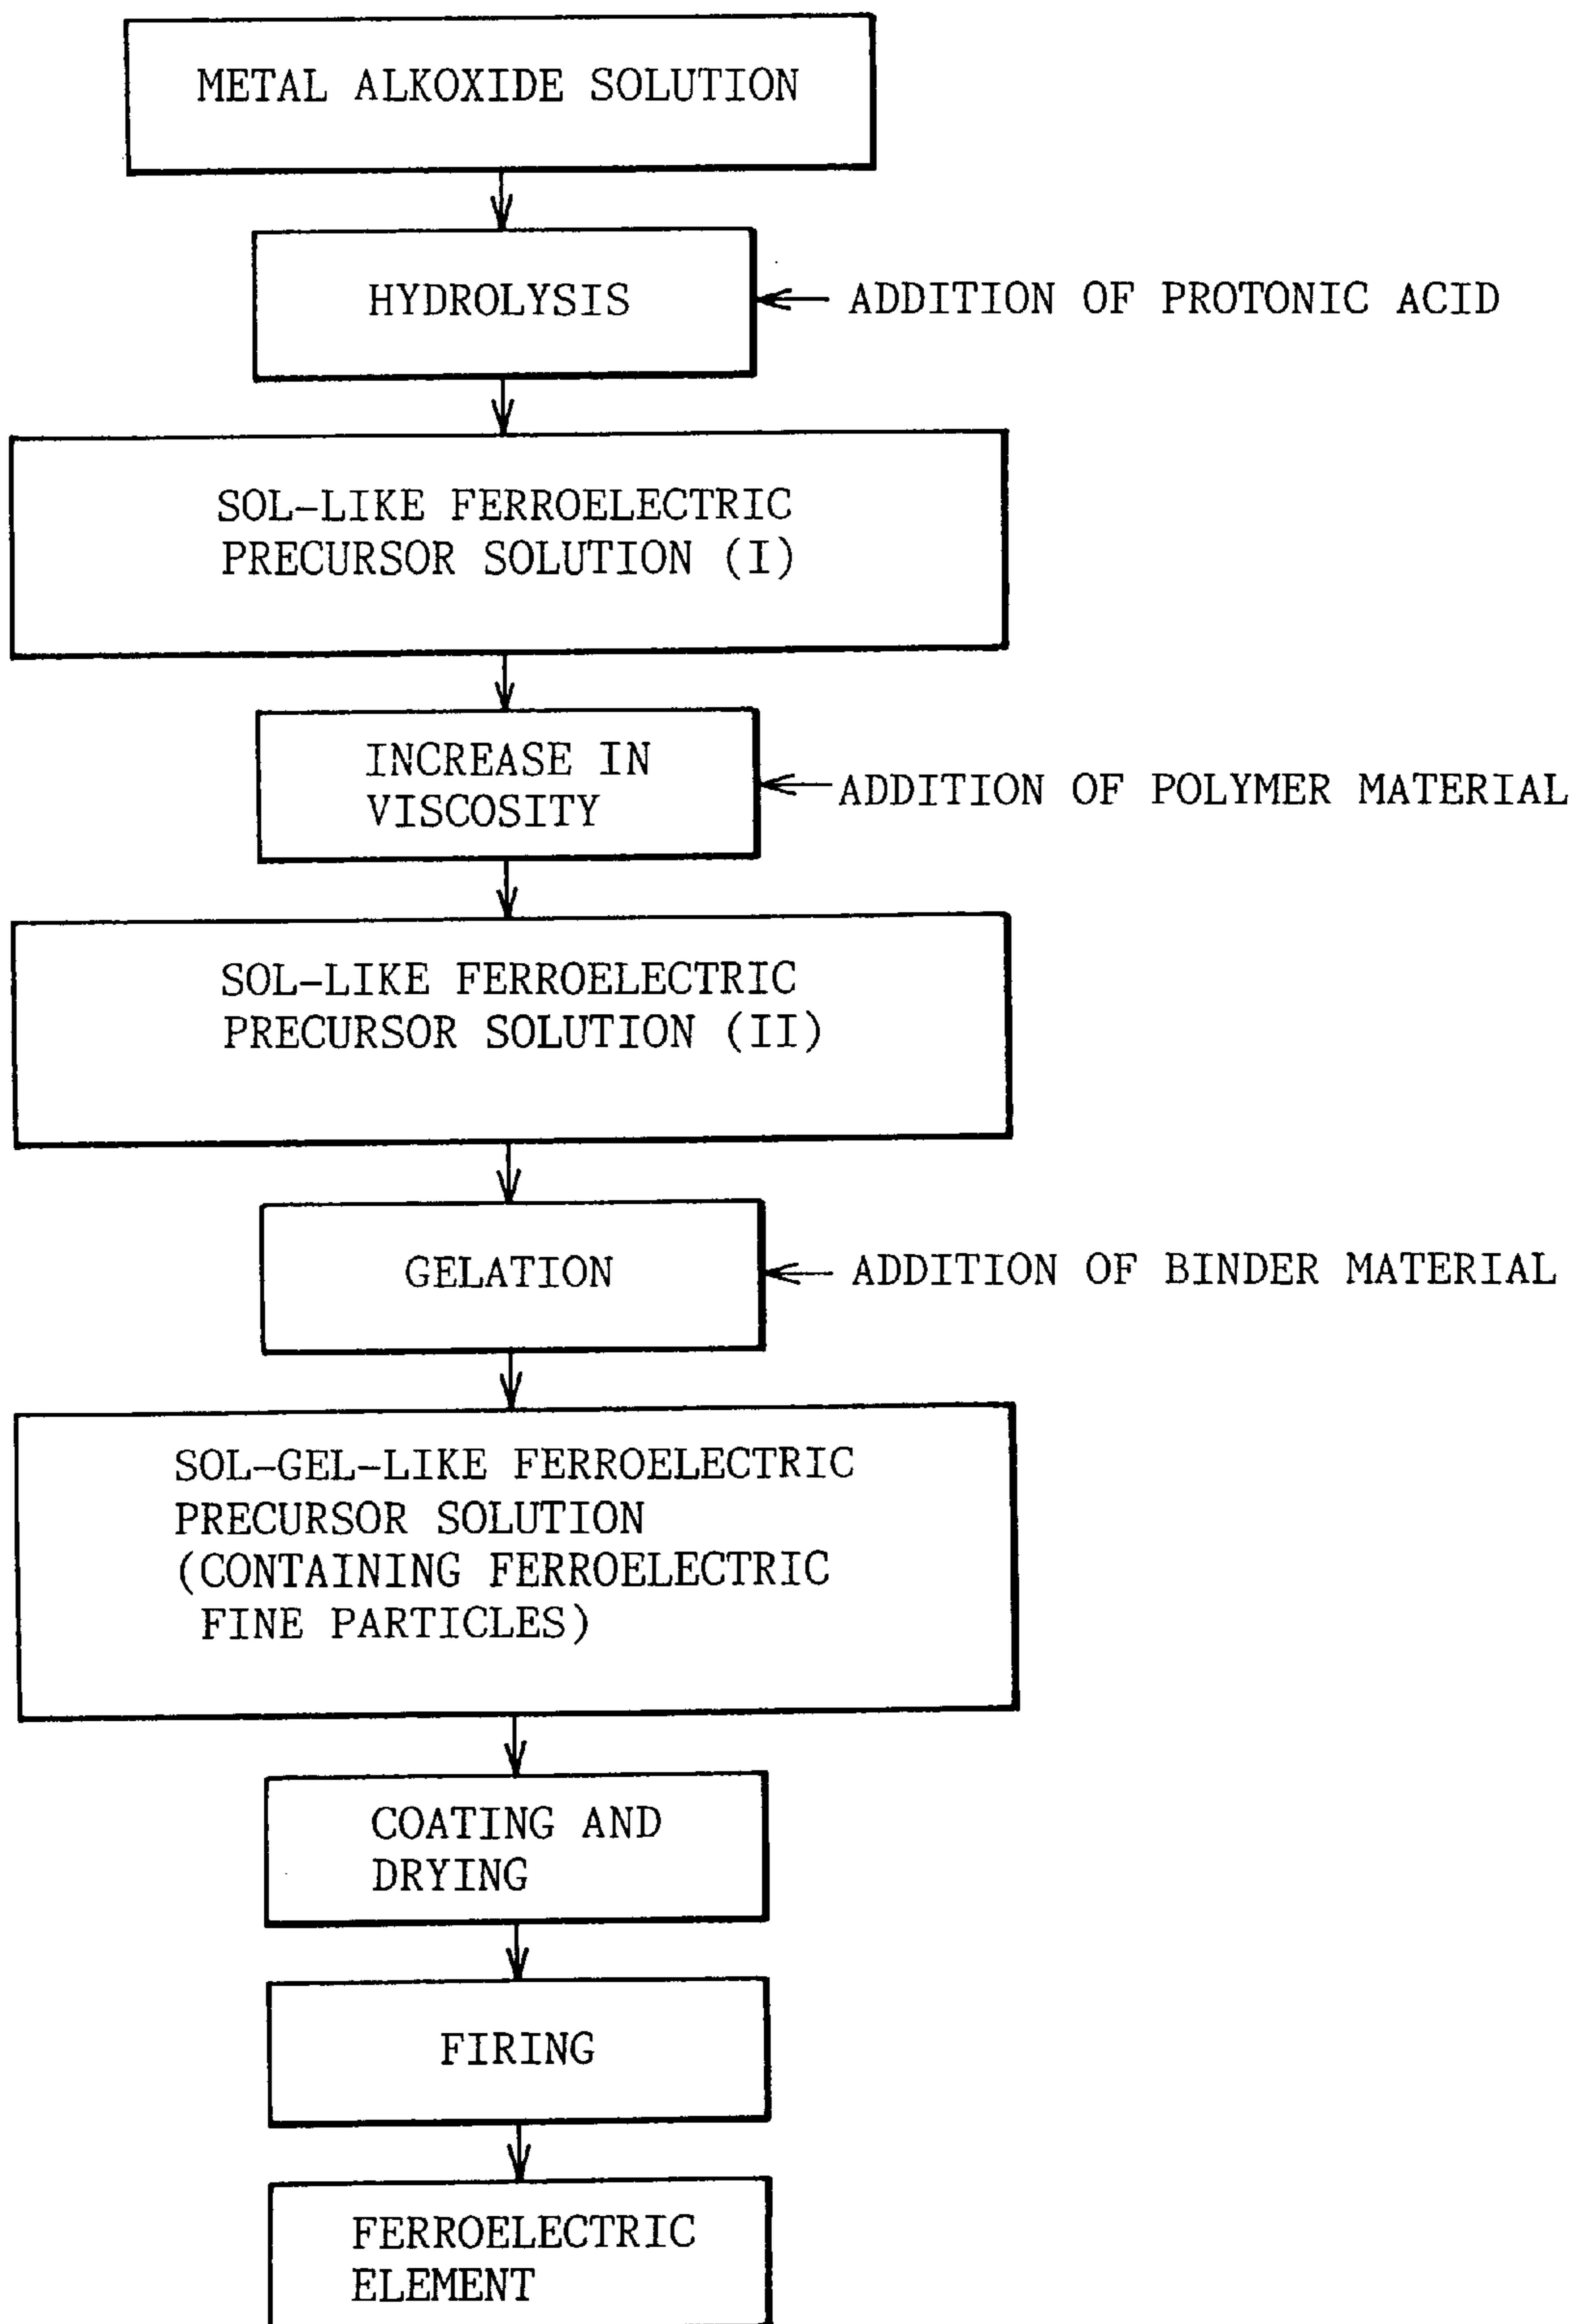 METAL ALKOXIDE SOLUTION
HYDROLYSIS
ADDITION OF PROTONIC ACID
SOL-LIKE FERROELECTRIC
PRECURSOR SOLUTION (I)
INCREASE IN
VISCOSITY
ADDITION OF POLYMER MATERIAL
SOL-LIKE FERROELECTRIC
PRECURSOR SOLUTION (II)
GELATION
ADDITION OF BINDER MATERIAL
SOL-GEL-LIKE FERROELECTRIC
PRECURSOR SOLUTION
(CONTAINING FERROELECTRIC
FINE PARTICLES)
COATING AND
DRYING
FIRING
FERROELECTRIC
ELEMENT